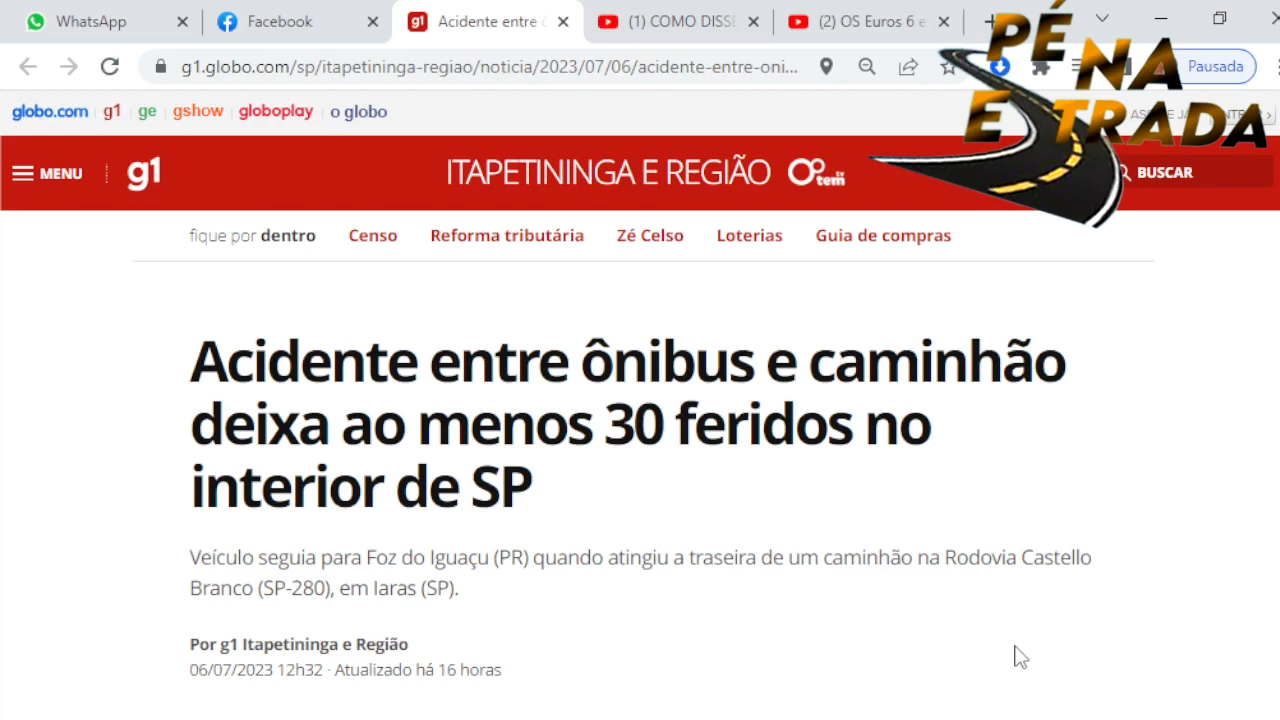 WhatsApp
Facebook
g1
Acidente entre
(1) COMO DISS
(2) OS Euros 6 e
PÉ NA
E TRADA
g1.globo.com/sp/itapetininga-regiao/noticia/2023/07/06/acidente-entre-oni...
Pausada
globo.com g1 ge gshow globoplay o globo
MENU
g1
ITAPETININGA E REGIÃO
tv tem
BUSCAR
fique por dentro Censo Reforma tributária Zé Celso Loterias Guia de compras
Acidente entre ônibus e caminhão
deixa ao menos 30 feridos no
interior de SP
Veículo seguia para Foz do Iguaçu (PR) quando atingiu a traseira de um caminhão na Rodovia Castello
Branco (SP-280), em Iaras (SP).
Por g1 Itapetininga e Região
06/07/2023 12h32 · Atualizado há 16 horas